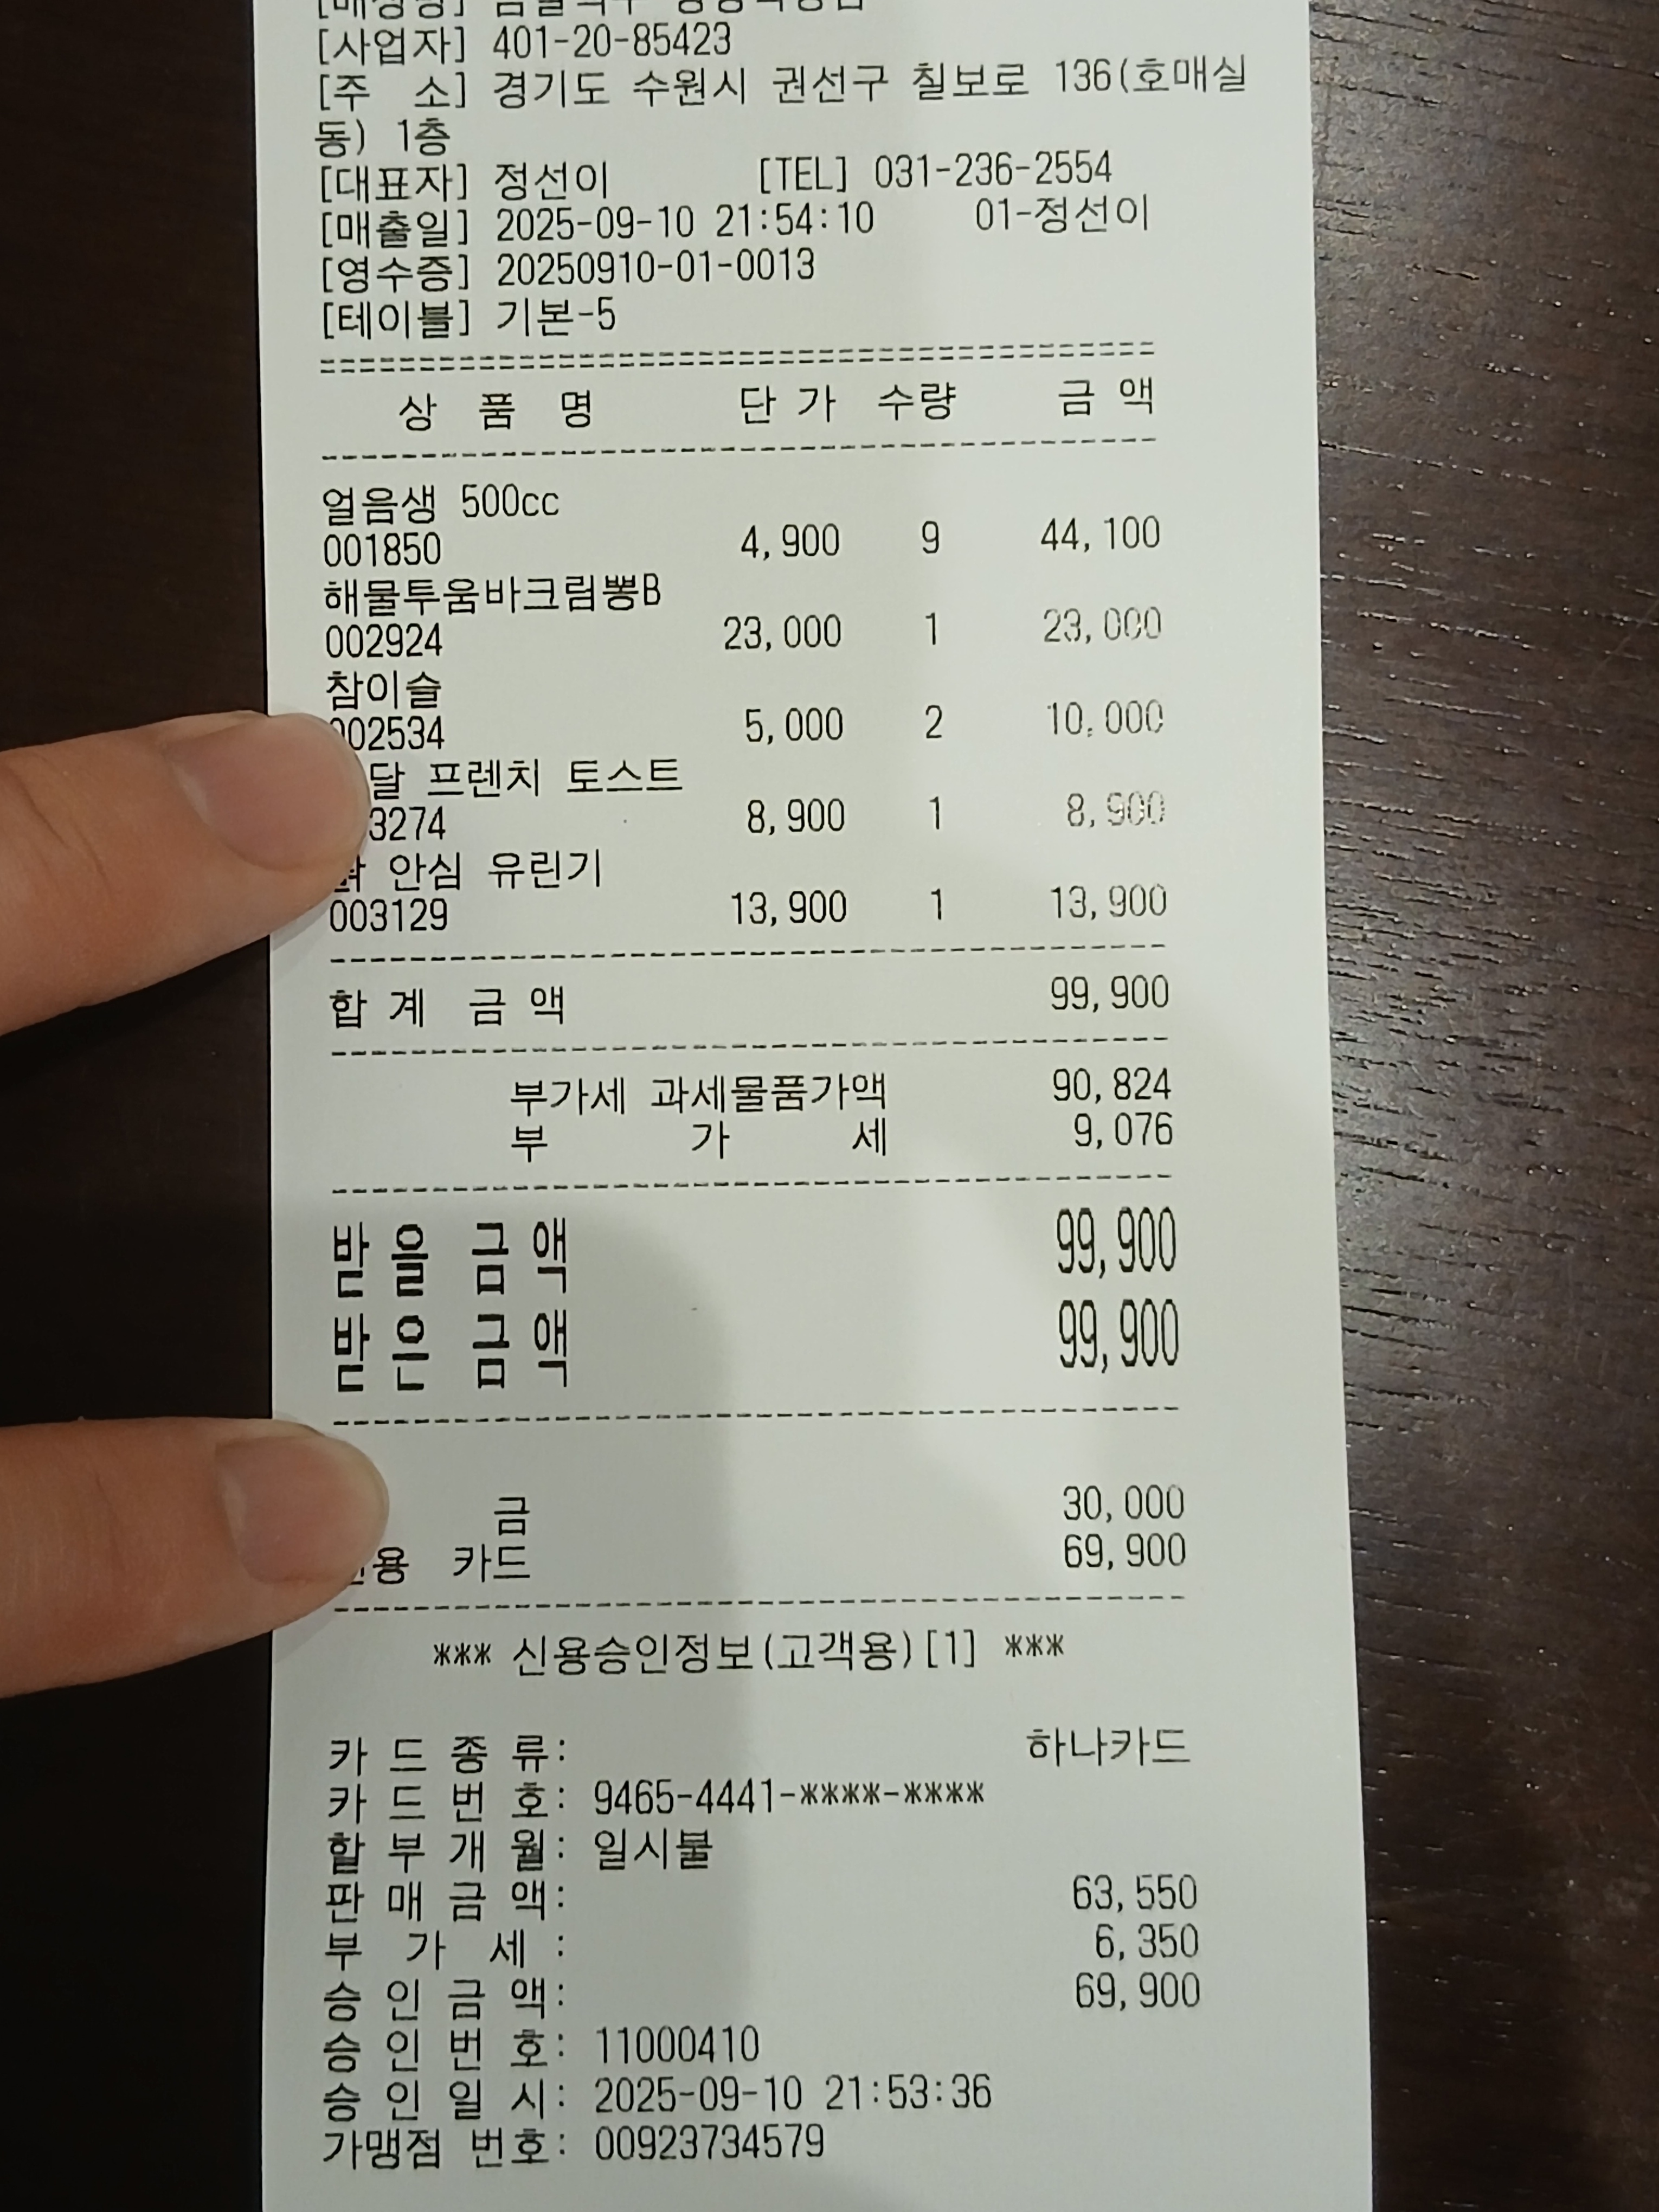 [사업자] 401-20-85423
[주 소] 경기도 수원시 권선구 칠보로 136(호매실
동) 1층
[대표자] 정선이 [TEL] 031-236-2554
[매출일] 2025-09-10 21:54:10 01-정선이
[영수증] 20250910-01-0013
[테이블] 기본-5
상 품 명 단 가 수량 금 액
얼음생 500cc
001850 4,900 9 44,100
해물투움바크림뽕B
002924 23,000 1 23,000
참이슬
002534 5,000 2 10,000
달 프렌치 토스트
3274 8,900 1 8,900
닭 안심 유린기
003129 13,900 1 13,900
합 계 금 액 99,900
부가세 과세물품가액 90,824
부 가 세 9,076
받 을 금 액 99,900
받 은 금 액 99,900
금 30,000
용 카드 69,900
*** 신용승인정보(고객용)[1] ***
카 드 종 류: 하나카드
카 드 번 호: 9465-4441-****-****
할 부 개 월: 일시불
판 매 금 액: 63,550
부 가 세 : 6,350
승 인 금 액: 69,900
승 인 번 호: 11000410
승 인 일 시: 2025-09-10 21:53:36
가맹점 번호: 00923734579